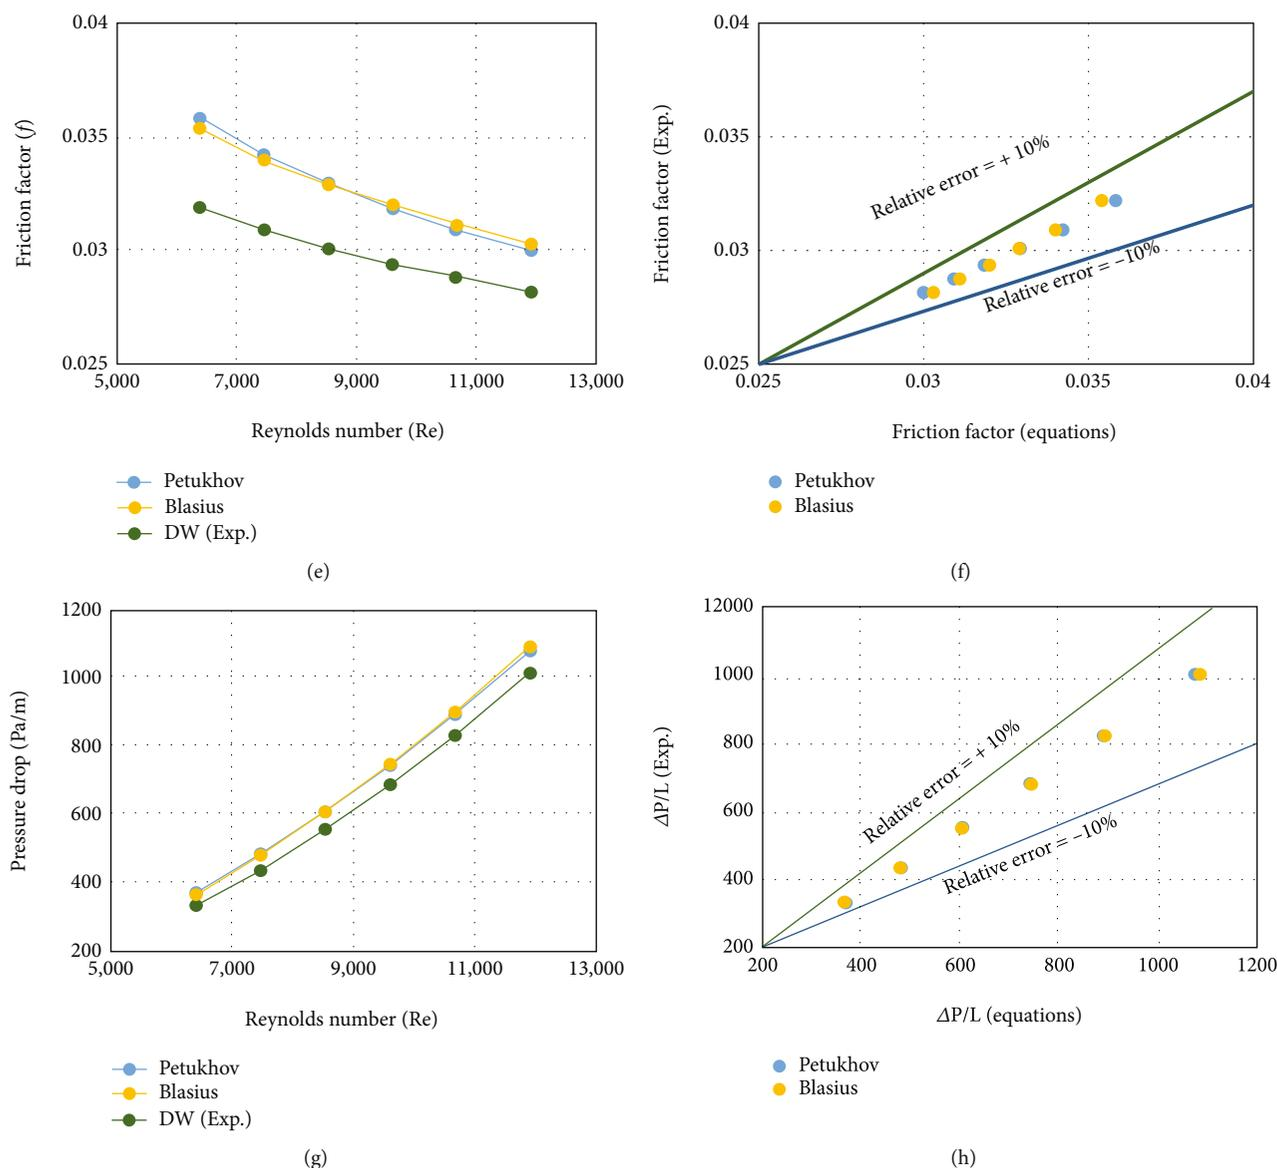 0.04
0.035
0.03
0.025
5,000
7,000
9,000
11,000
13,000
Friction factor (f)
Reynolds number (Re)
Petukhov
Blasius
DW (Exp.)
(e)
0.04
0.035
0.03
0.025
0.025
0.03
0.035
0.04
Friction factor (Exp.)
Relative error = + 10%
Relative error = −10%
Friction factor (equations)
Petukhov
Blasius
(f)
1200
1000
800
600
400
200
5,000
7,000
9,000
11,000
13,000
Pressure drop (Pa/m)
Reynolds number (Re)
Petukhov
Blasius
DW (Exp.)
(g)
12000
1000
800
600
400
200
200
400
600
800
1000
1200
ΔP/L (Exp.)
Relative error = + 10%
Relative error = −10%
ΔP/L (equations)
Petukhov
Blasius
(h)